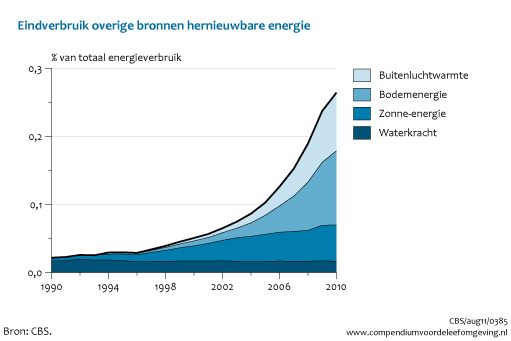 Eindverbruik overige bronnen hernieuwbare energie
% van totaal energieverbruik
0,3
0,2
0,1
0,0
1990 1994 1998 2002 2006 2010
Buitenluchtwarmte
Bodemenergie
Zonne-energie
Waterkracht
CBS/aug11/0385
Bron: CBS.
www.compendiumvoordeleefomgeving.nl